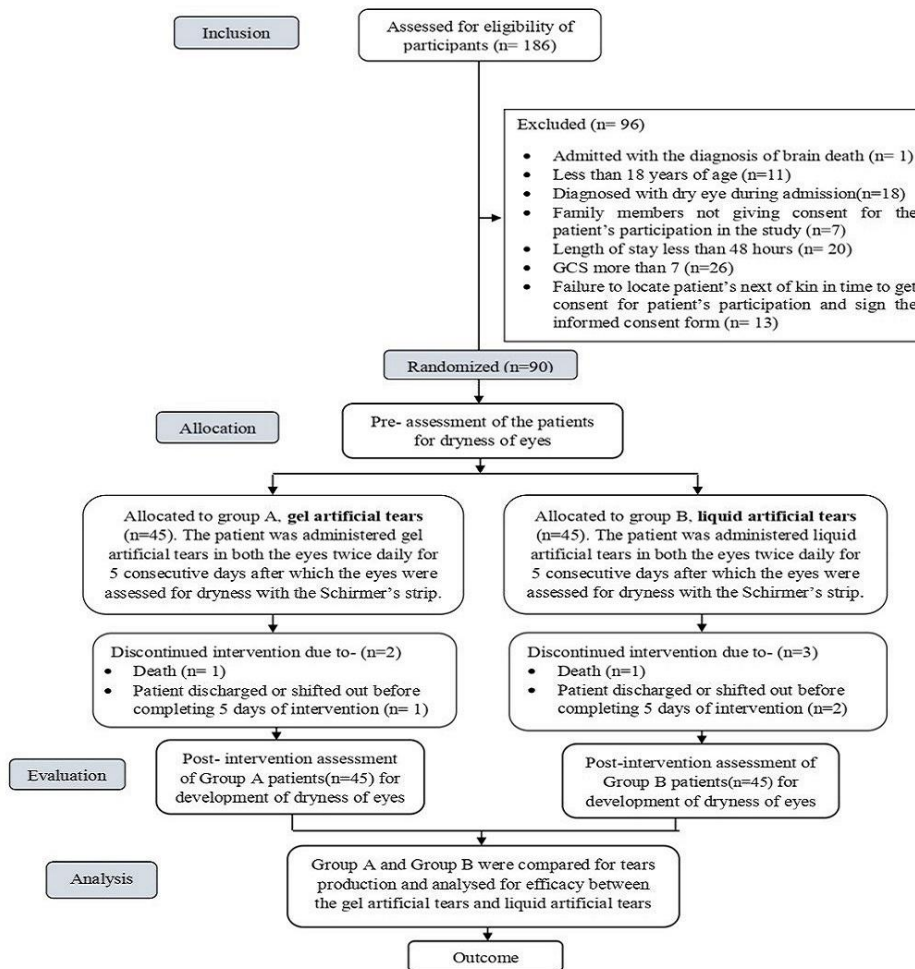 Inclusion
Assessed for eligibility of
participants (n= 186)
Excluded (n= 96)
• Admitted with the diagnosis of brain death (n= 1)
• Less than 18 years of age (n=11)
• Diagnosed with dry eye during admission(n=18)
• Family members not giving consent for the
patient's participation in the study (n=7)
• Length of stay less than 48 hours (n= 20)
• GCS more than 7 (n=26)
• Failure to locate patient's next of kin in time to get
consent for patient's participation and sign the
informed consent form (n= 13)
Randomized (n=90)
Allocation
Pre- assessment of the patients
for dryness of eyes
Allocated to group A, gel artificial tears
(n=45). The patient was administered gel
artificial tears in both the eyes twice daily for
5 consecutive days after which the eyes were
assessed for dryness with the Schirmer's strip.
Allocated to group B, liquid artificial tears
(n=45). The patient was administered liquid
artificial tears in both the eyes twice daily for
5 consecutive days after which the eyes were
assessed for dryness with the Schirmer's strip.
Discontinued intervention due to- (n=2)
• Death (n= 1)
• Patient discharged or shifted out before
completing 5 days of intervention (n= 1)
Discontinued intervention due to- (n=3)
• Death (n=1)
• Patient discharged or shifted out before
completing 5 days of intervention (n=2)
Evaluation
Post- intervention assessment
of Group A patients(n=45) for
development of dryness of eyes
Post-intervention assessment of
Group B patients(n=45) for
development of dryness of eyes
Analysis
Group A and Group B were compared for tears
production and analysed for efficacy between
the gel artificial tears and liquid artificial tears
Outcome